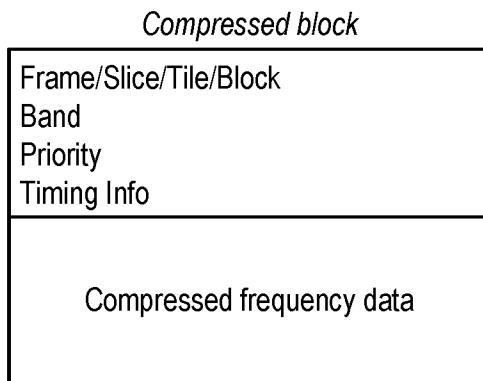 Compressed block
Frame/Slice/Tile/Block
Band
Priority
Timing Info
Compressed frequency data